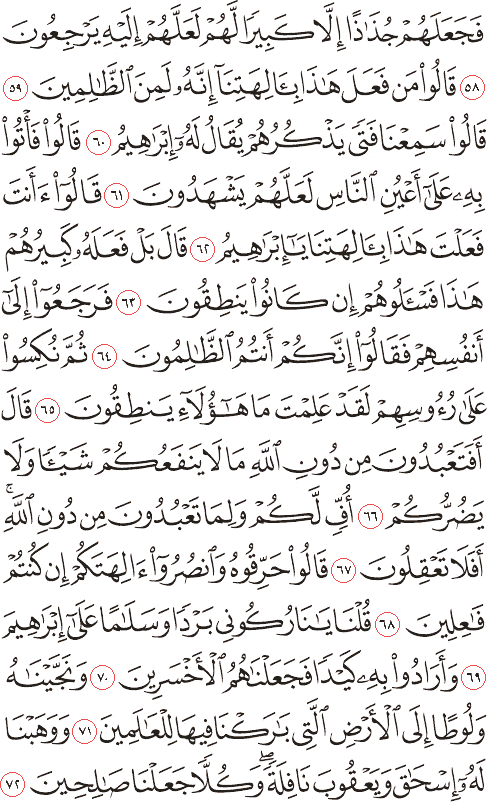 فَجَعَلَهُمْ جُذَٰذًا إِلَّا كَبِيرًا لَّهُمْ لَعَلَّهُمْ إِلَيْهِ يَرْجِعُونَ
٥٨ قَالُوا۟ مَن فَعَلَ هَٰذَا بِـَٔالِهَتِنَآ إِنَّهُۥ لَمِنَ ٱلظَّٰلِمِينَ ٥٩
قَالُوا۟ سَمِعْنَا فَتًى يَذْكُرُهُمْ يُقَالُ لَهُۥٓ إِبْرَٰهِيمُ ٦٠ قَالُوا۟ فَأْتُوا۟
بِهِۦ عَلَىٰٓ أَعْيُنِ ٱلنَّاسِ لَعَلَّهُمْ يَشْهَدُونَ ٦١ قَالُوٓا۟ ءَأَنتَ
فَعَلْتَ هَٰذَا بِـَٔالِهَتِنَا يَٰٓإِبْرَٰهِيمُ ٦٢ قَالَ بَلْ فَعَلَهُۥ كَبِيرُهُمْ
هَٰذَا فَسْـَٔلُوهُمْ إِن كَانُوا۟ يَنطِقُونَ ٦٣ فَرَجَعُوٓا۟ إِلَىٰٓ
أَنفُسِهِمْ فَقَالُوٓا۟ إِنَّكُمْ أَنتُمُ ٱلظَّٰلِمُونَ ٦٤ ثُمَّ نُكِسُوا۟
عَلَىٰ رُءُوسِهِمْ لَقَدْ عَلِمْتَ مَا هَٰٓؤُلَآءِ يَنطِقُونَ ٦٥ قَالَ
أَفَتَعْبُدُونَ مِن دُونِ ٱللَّهِ مَا لَا يَنفَعُكُمْ شَيْـًٔا وَلَا
يَضُرُّكُمْ ٦٦ أُفٍّ لَّكُمْ وَلِمَا تَعْبُدُونَ مِن دُونِ ٱللَّهِ ۚ
أَفَلَا تَعْقِلُونَ ٦٧ قَالُوا۟ حَرِّقُوهُ وَٱنصُرُوٓا۟ ءَالِهَتَكُمْ إِن كُنتُمْ
فَٰعِلِينَ ٦٨ قُلْنَا يَٰنَارُ كُونِى بَرْدًا وَسَلَٰمًا عَلَىٰٓ إِبْرَٰهِيمَ
٦٩ وَأَرَادُوا۟ بِهِۦ كَيْدًا فَجَعَلْنَٰهُمُ ٱلْأَخْسَرِينَ ٧٠ وَنَجَّيْنَٰهُ
وَلُوطًا إِلَى ٱلْأَرْضِ ٱلَّتِى بَٰرَكْنَا فِيهَا لِلْعَٰلَمِينَ ٧١ وَوَهَبْنَا
لَهُۥٓ إِسْحَٰقَ وَيَعْقُوبَ نَافِلَةً ۖ وَكُلًّا جَعَلْنَا صَٰلِحِينَ ٧٢